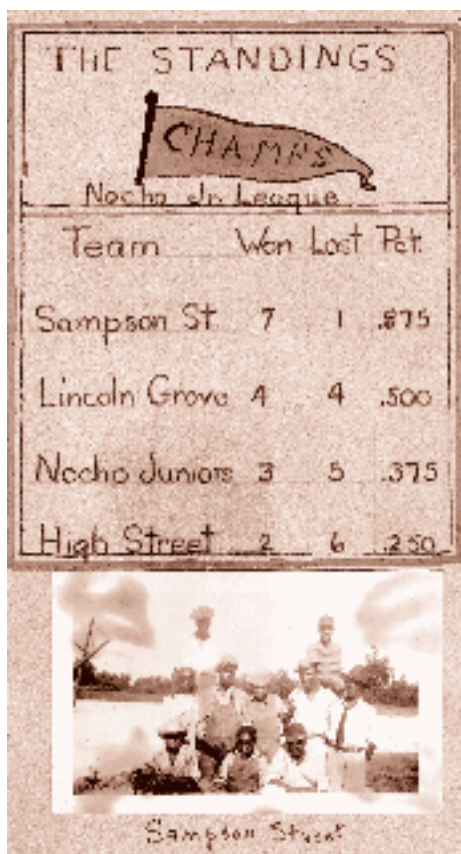 THE STANDINGS
CHAMPS
Nocho Jr. League
Team Won Lost Pct.
Sampson St. 7 1 .875
Lincoln Grove 4 4 .500
Nocho Juniors 3 5 .375
High Street 2 6 .250
Sampson Street